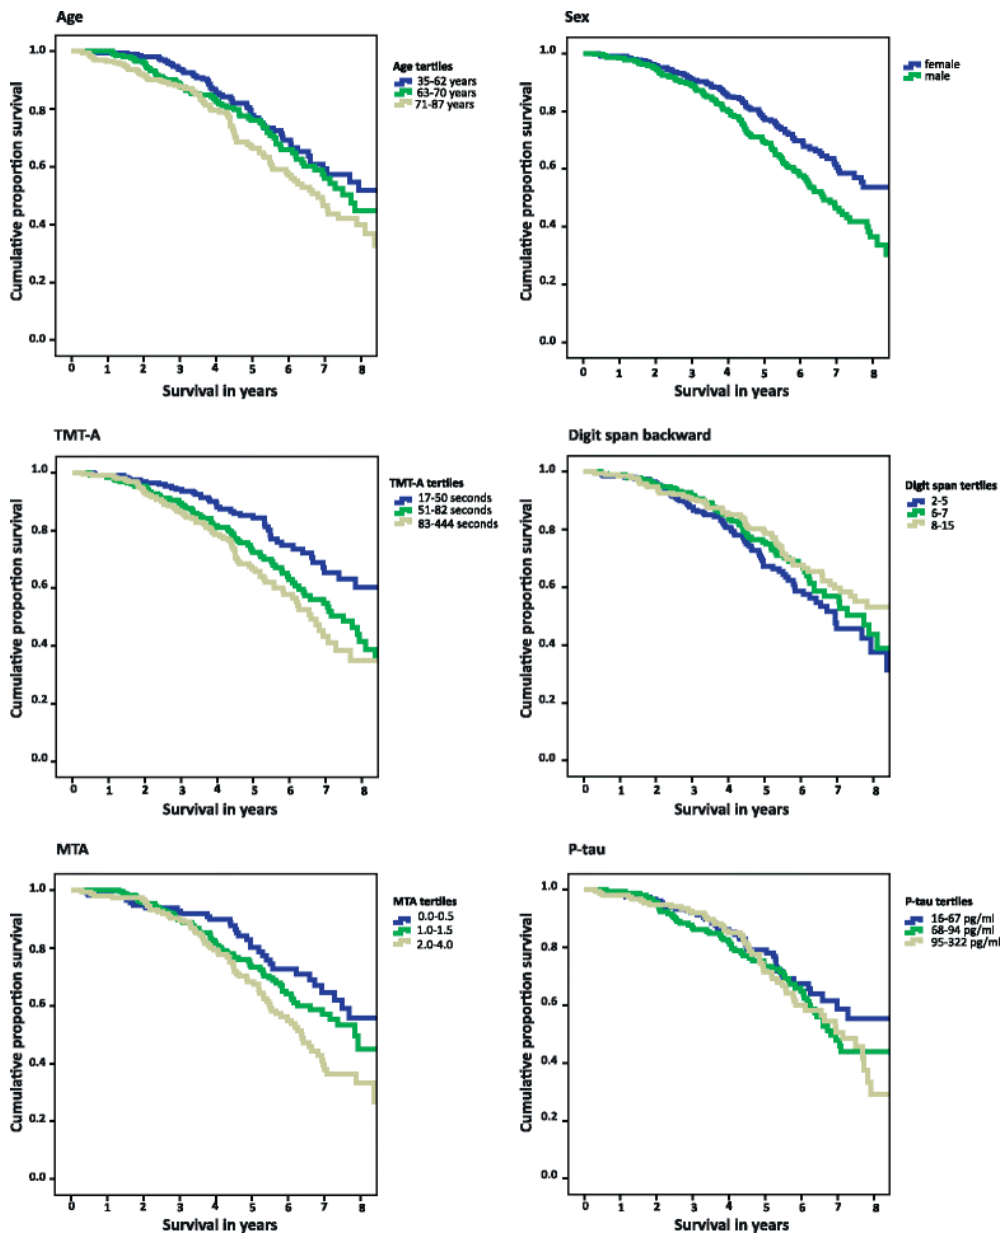 Age
Cumulative proportion survival
1.0
0.8
0.6
0.4
0.2
0.0
0 1 2 3 4 5 6 7 8
Survival in years
Age tertiles
35-62 years
63-70 years
71-87 years
Sex
Cumulative proportion survival
1.0
0.8
0.6
0.4
0.2
0.0
0 1 2 3 4 5 6 7 8
Survival in years
female
male
TMT-A
Cumulative proportion survival
1.0
0.8
0.6
0.4
0.2
0.0
0 1 2 3 4 5 6 7 8
Survival in years
TMT-A tertiles
17-50 seconds
51-82 seconds
83-444 seconds
Digit span backward
Cumulative proportion survival
1.0
0.8
0.6
0.4
0.2
0.0
0 1 2 3 4 5 6 7 8
Survival in years
Digit span tertiles
2-5
6-7
8-15
MTA
Cumulative proportion survival
1.0
0.8
0.6
0.4
0.2
0.0
0 1 2 3 4 5 6 7 8
Survival in years
MTA tertiles
0.0-0.5
1.0-1.5
2.0-4.0
P-tau
Cumulative proportion survival
1.0
0.8
0.6
0.4
0.2
0.0
0 1 2 3 4 5 6 7 8
Survival in years
P-tau tertiles
16-67 pg/ml
68-94 pg/ml
95-322 pg/ml